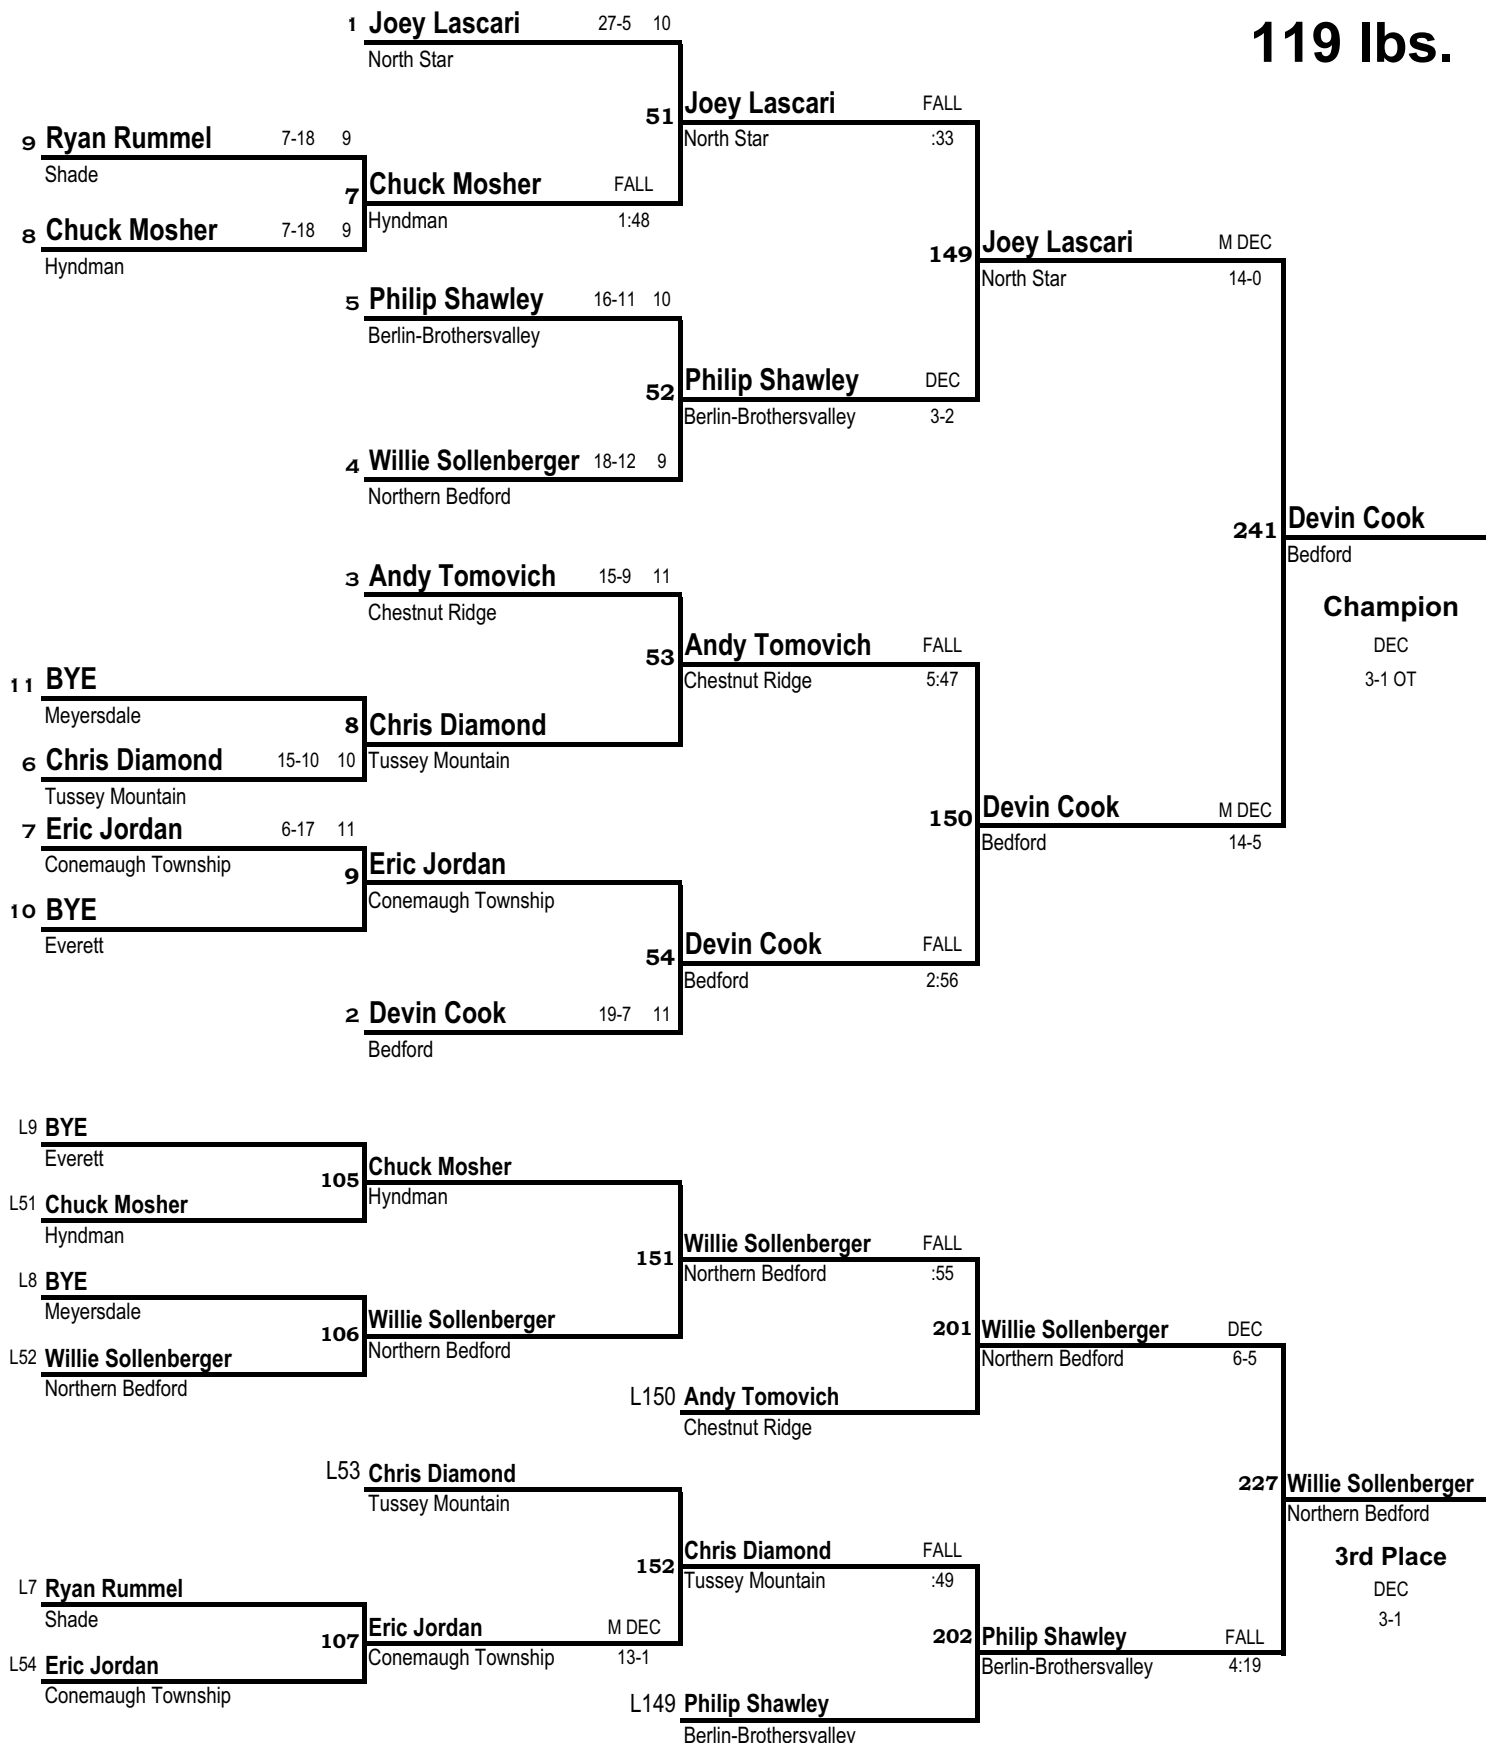 119 lbs.
1 Joey Lascari 27-5 10
North Star
51 Joey Lascari FALL
North Star :33
9 Ryan Rummel 7-18 9
Shade
7 Chuck Mosher FALL
Hyndman 1:48
8 Chuck Mosher 7-18 9
Hyndman
149 Joey Lascari M DEC
North Star 14-0
5 Philip Shawley 16-11 10
Berlin-Brothersvalley
52 Philip Shawley DEC
Berlin-Brothersvalley 3-2
4 Willie Sollenberger 18-12 9
Northern Bedford
241 Devin Cook
Bedford
Champion
DEC
3-1 OT
3 Andy Tomovich 15-9 11
Chestnut Ridge
53 Andy Tomovich FALL
Chestnut Ridge 5:47
11 BYE
Meyersdale
8 Chris Diamond
Tussey Mountain
6 Chris Diamond 15-10 10
Tussey Mountain
7 Eric Jordan 6-17 11
Conemaugh Township
150 Devin Cook M DEC
Bedford 14-5
9 Eric Jordan
Conemaugh Township
10 BYE
Everett
54 Devin Cook FALL
Bedford 2:56
2 Devin Cook 19-7 11
Bedford
L9 BYE
Everett
105 Chuck Mosher
Hyndman
L51 Chuck Mosher
Hyndman
151 Willie Sollenberger FALL
Northern Bedford :55
L8 BYE
Meyersdale
106 Willie Sollenberger
Northern Bedford
L52 Willie Sollenberger
Northern Bedford
201 Willie Sollenberger DEC
Northern Bedford 6-5
L150 Andy Tomovich
Chestnut Ridge
L53 Chris Diamond
Tussey Mountain
227 Willie Sollenberger
Northern Bedford
3rd Place
DEC
3-1
152 Chris Diamond FALL
Tussey Mountain :49
L7 Ryan Rummel
Shade
107 Eric Jordan M DEC
Conemaugh Township 13-1
L54 Eric Jordan
Conemaugh Township
202 Philip Shawley FALL
Berlin-Brothersvalley 4:19
L149 Philip Shawley
Berlin-Brothersvalley